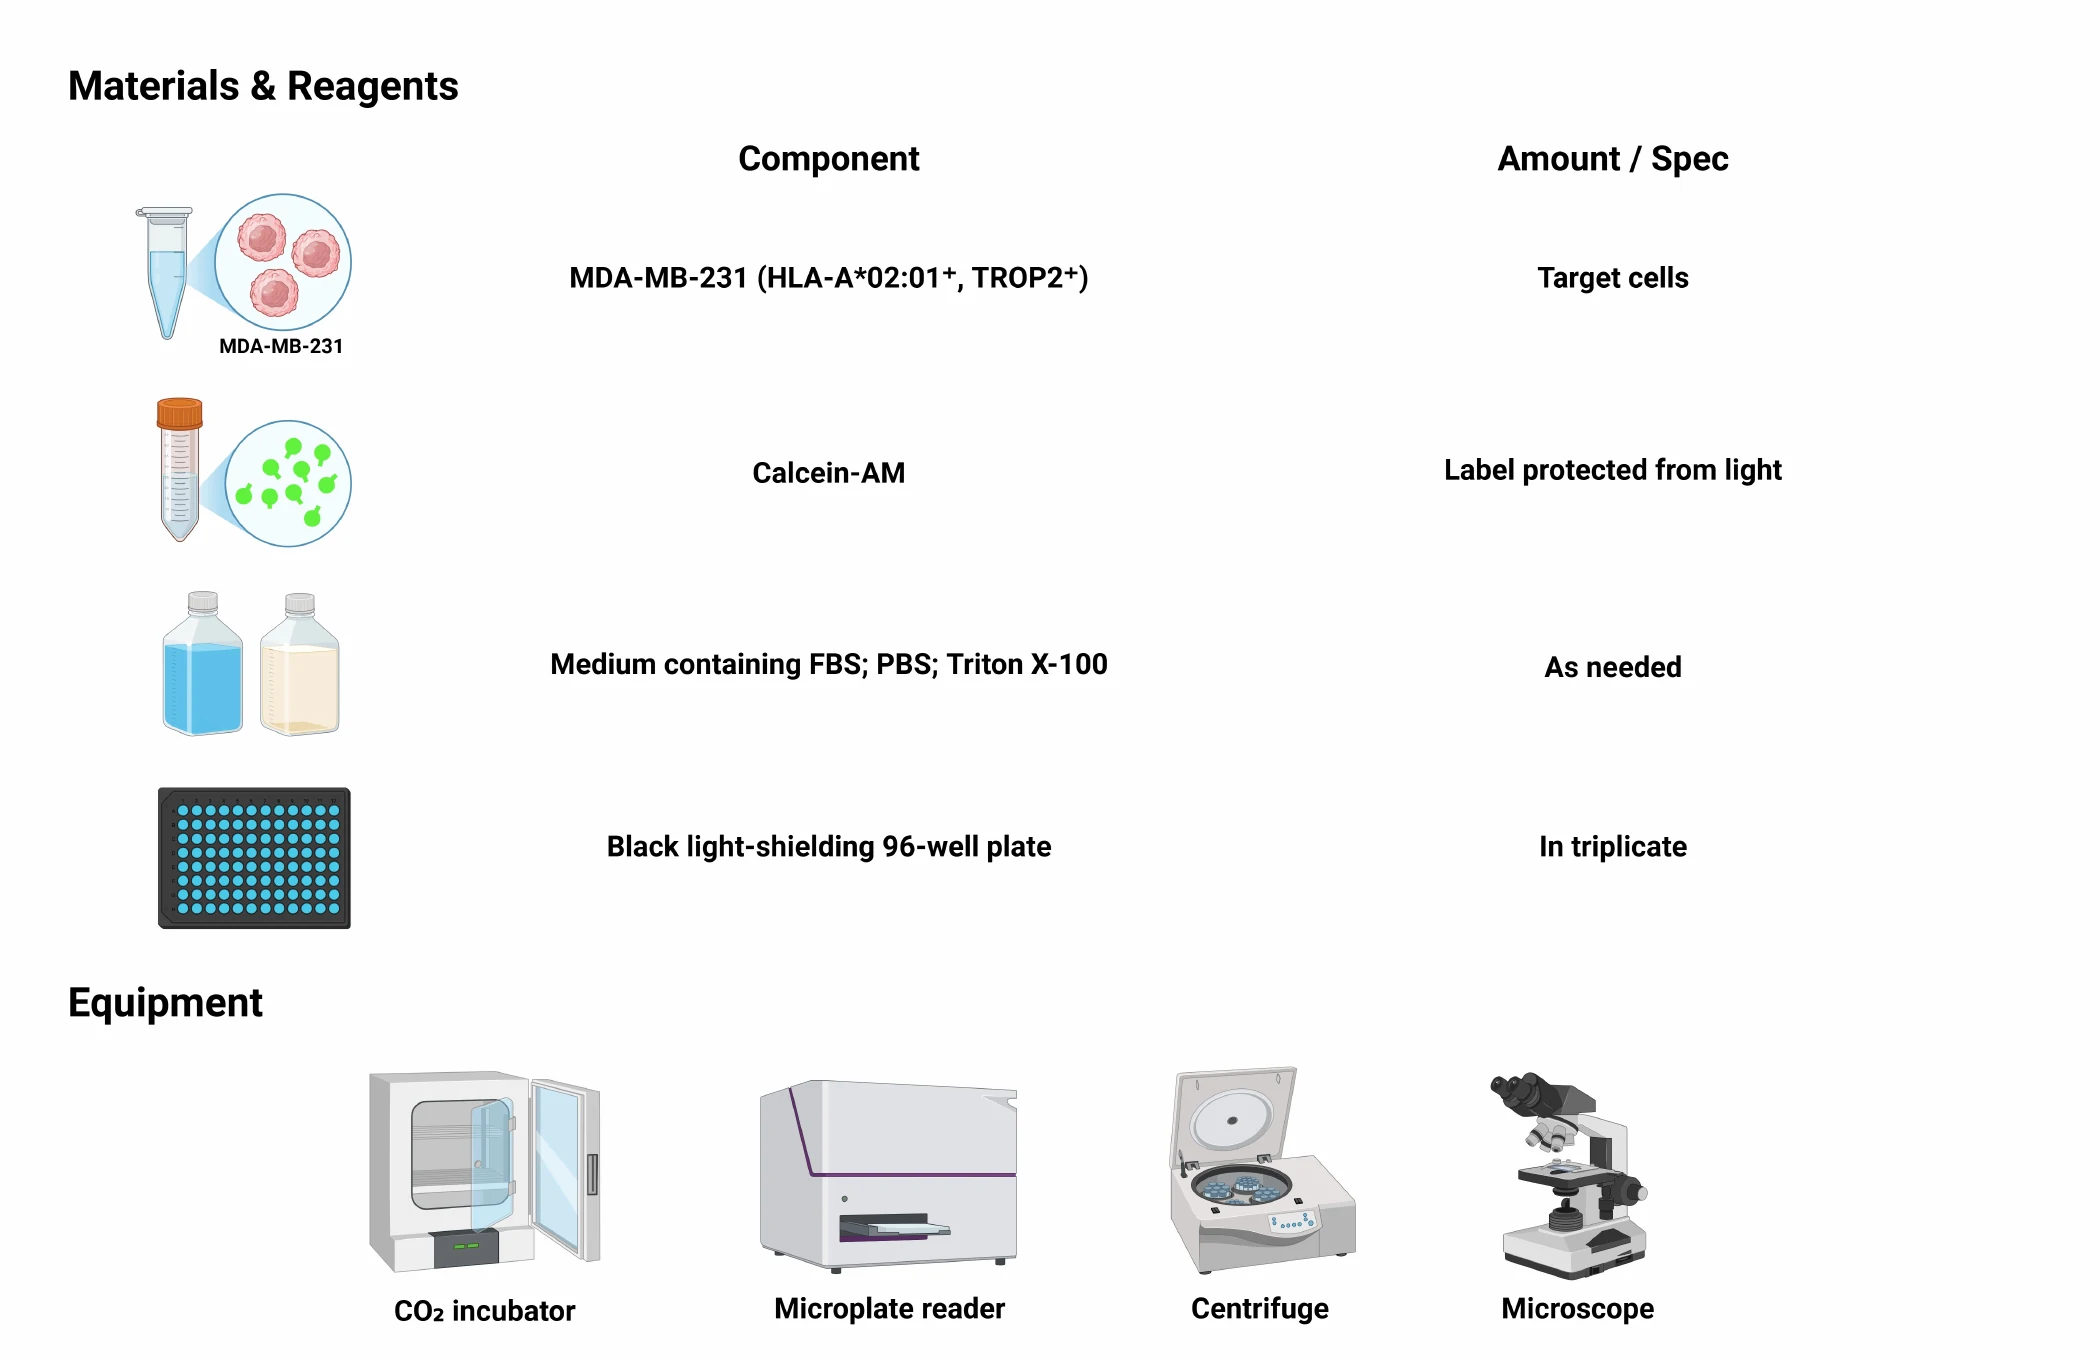 Materials & Reagents
Component
Amount / Spec
MDA-MB-231
MDA-MB-231 (HLA-A*02:01⁺, TROP2⁺)
Target cells
Calcein-AM
Label protected from light
Medium containing FBS; PBS; Triton X-100
As needed
Black light-shielding 96-well plate
In triplicate
Equipment
CO₂ incubator
Microplate reader
Centrifuge
Microscope